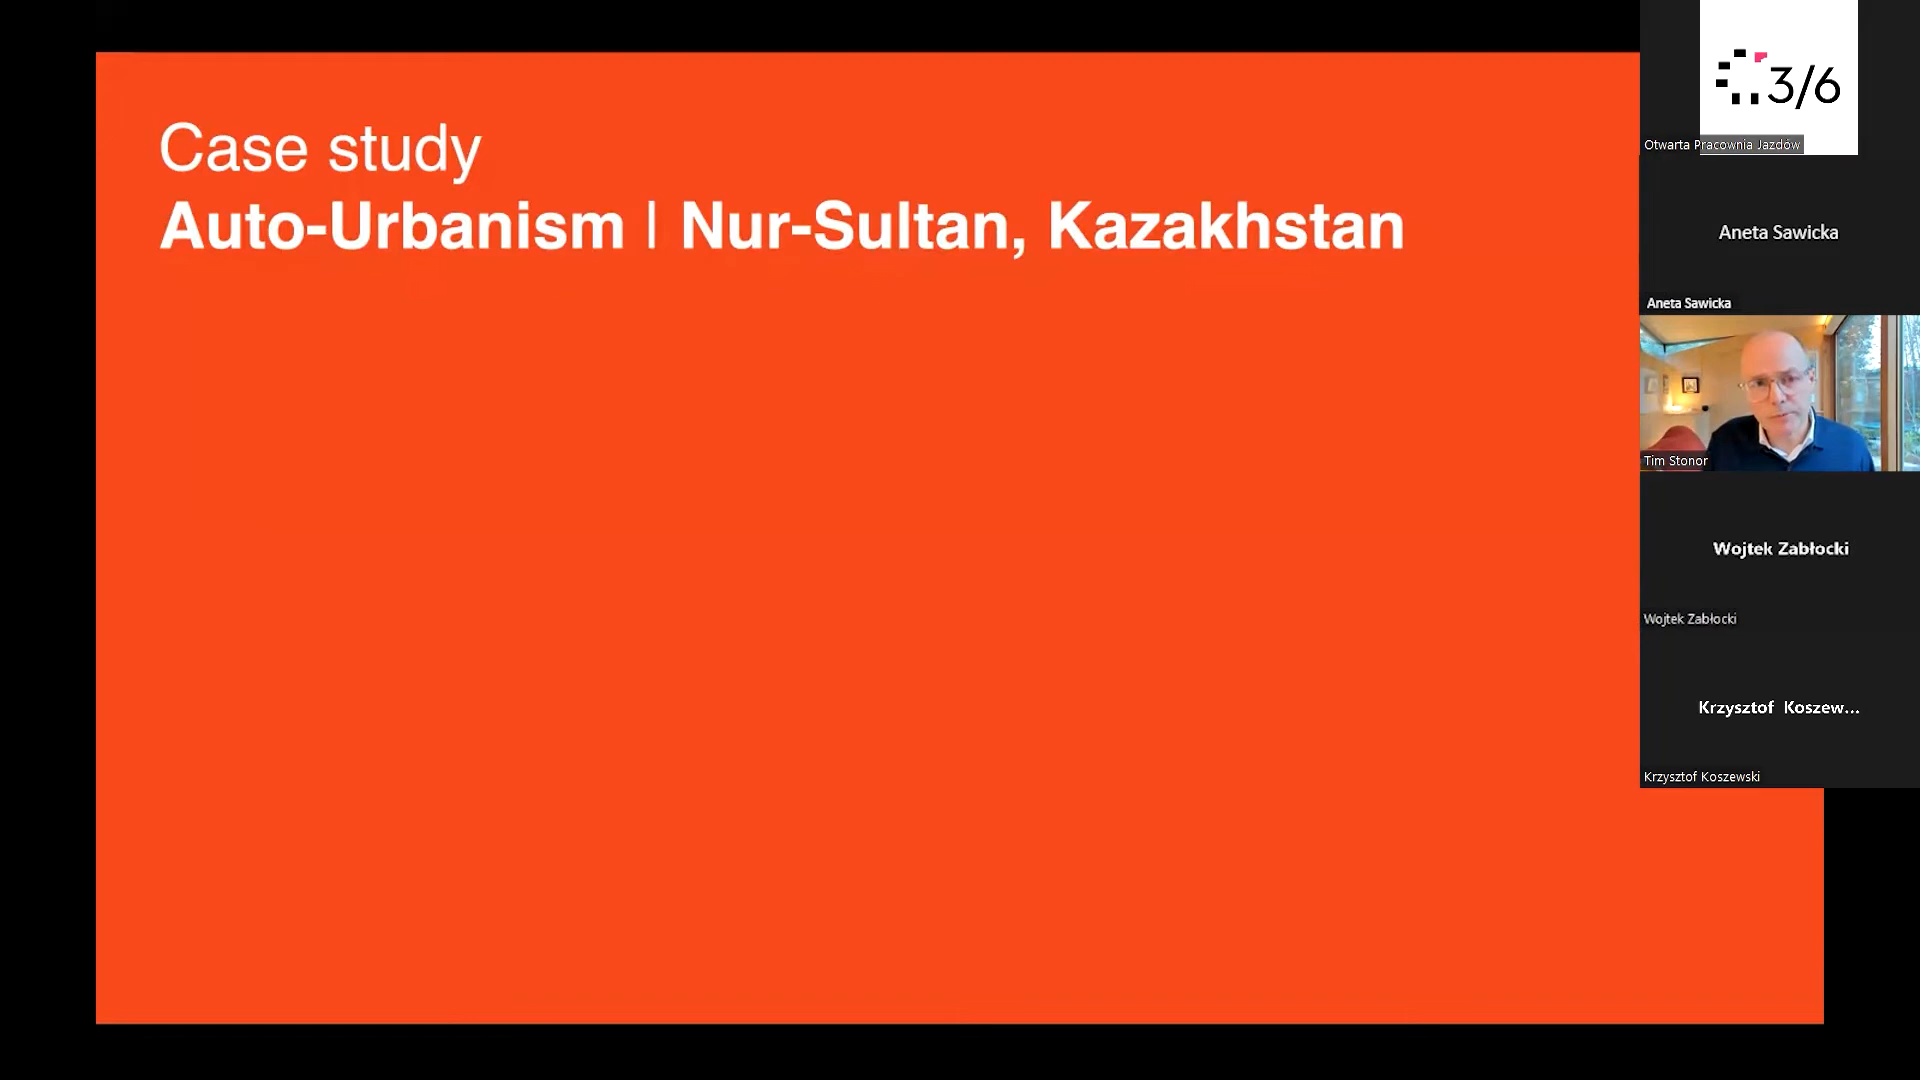 Case study
Auto-Urbanism | Nur-Sultan, Kazakhstan
3/6
Otwarta Pracownia Jazdów
Aneta Sawicka
Aneta Sawicka
Tim Stonor
Wojtek Zabłocki
Wojtek Zabłocki
Krzysztof Koszew...
Krzysztof Koszewski